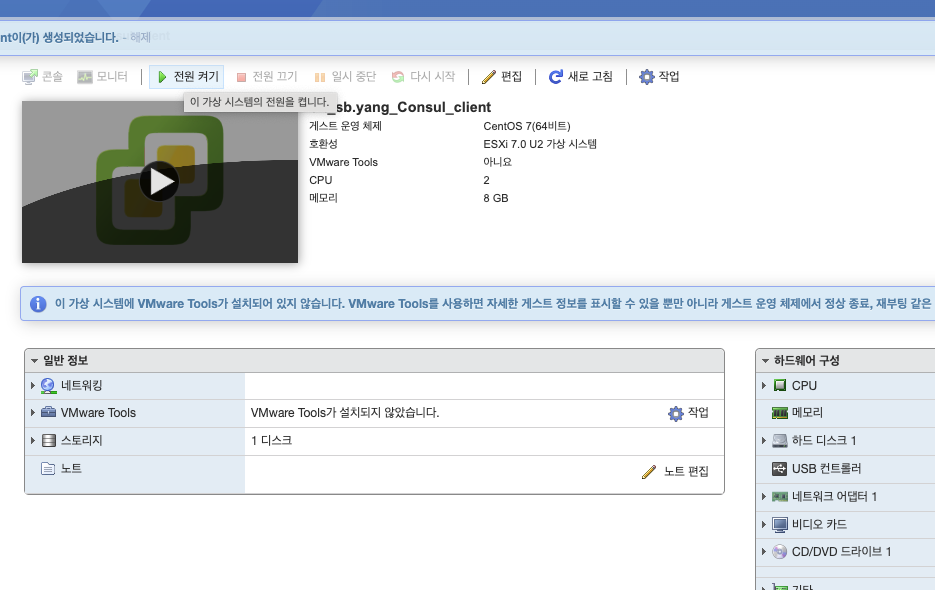 nt이(가) 생성되었습니다. - 해제
콘솔 모니터 전원 켜기 전원 끄기 일시 중단 다시 시작 편집 새로 고침 작업
이 가상 시스템의 전원을 켭니다.
_sb.yang_Consul_client
게스트 운영 체제 CentOS 7(64비트)
호환성 ESXi 7.0 U2 가상 시스템
VMware Tools 아니요
CPU 2
메모리 8 GB
이 가상 시스템에 VMware Tools가 설치되어 있지 않습니다. VMware Tools를 사용하면 자세한 게스트 정보를 표시할 수 있을 뿐만 아니라 게스트 운영 체제에서 정상 종료, 재부팅 같은
일반 정보
네트워킹
VMware Tools VMware Tools가 설치되지 않았습니다. 작업
스토리지 1 디스크
노트 노트 편집
하드웨어 구성
CPU
메모리
하드 디스크 1
USB 컨트롤러
네트워크 어댑터 1
비디오 카드
CD/DVD 드라이브 1
기타